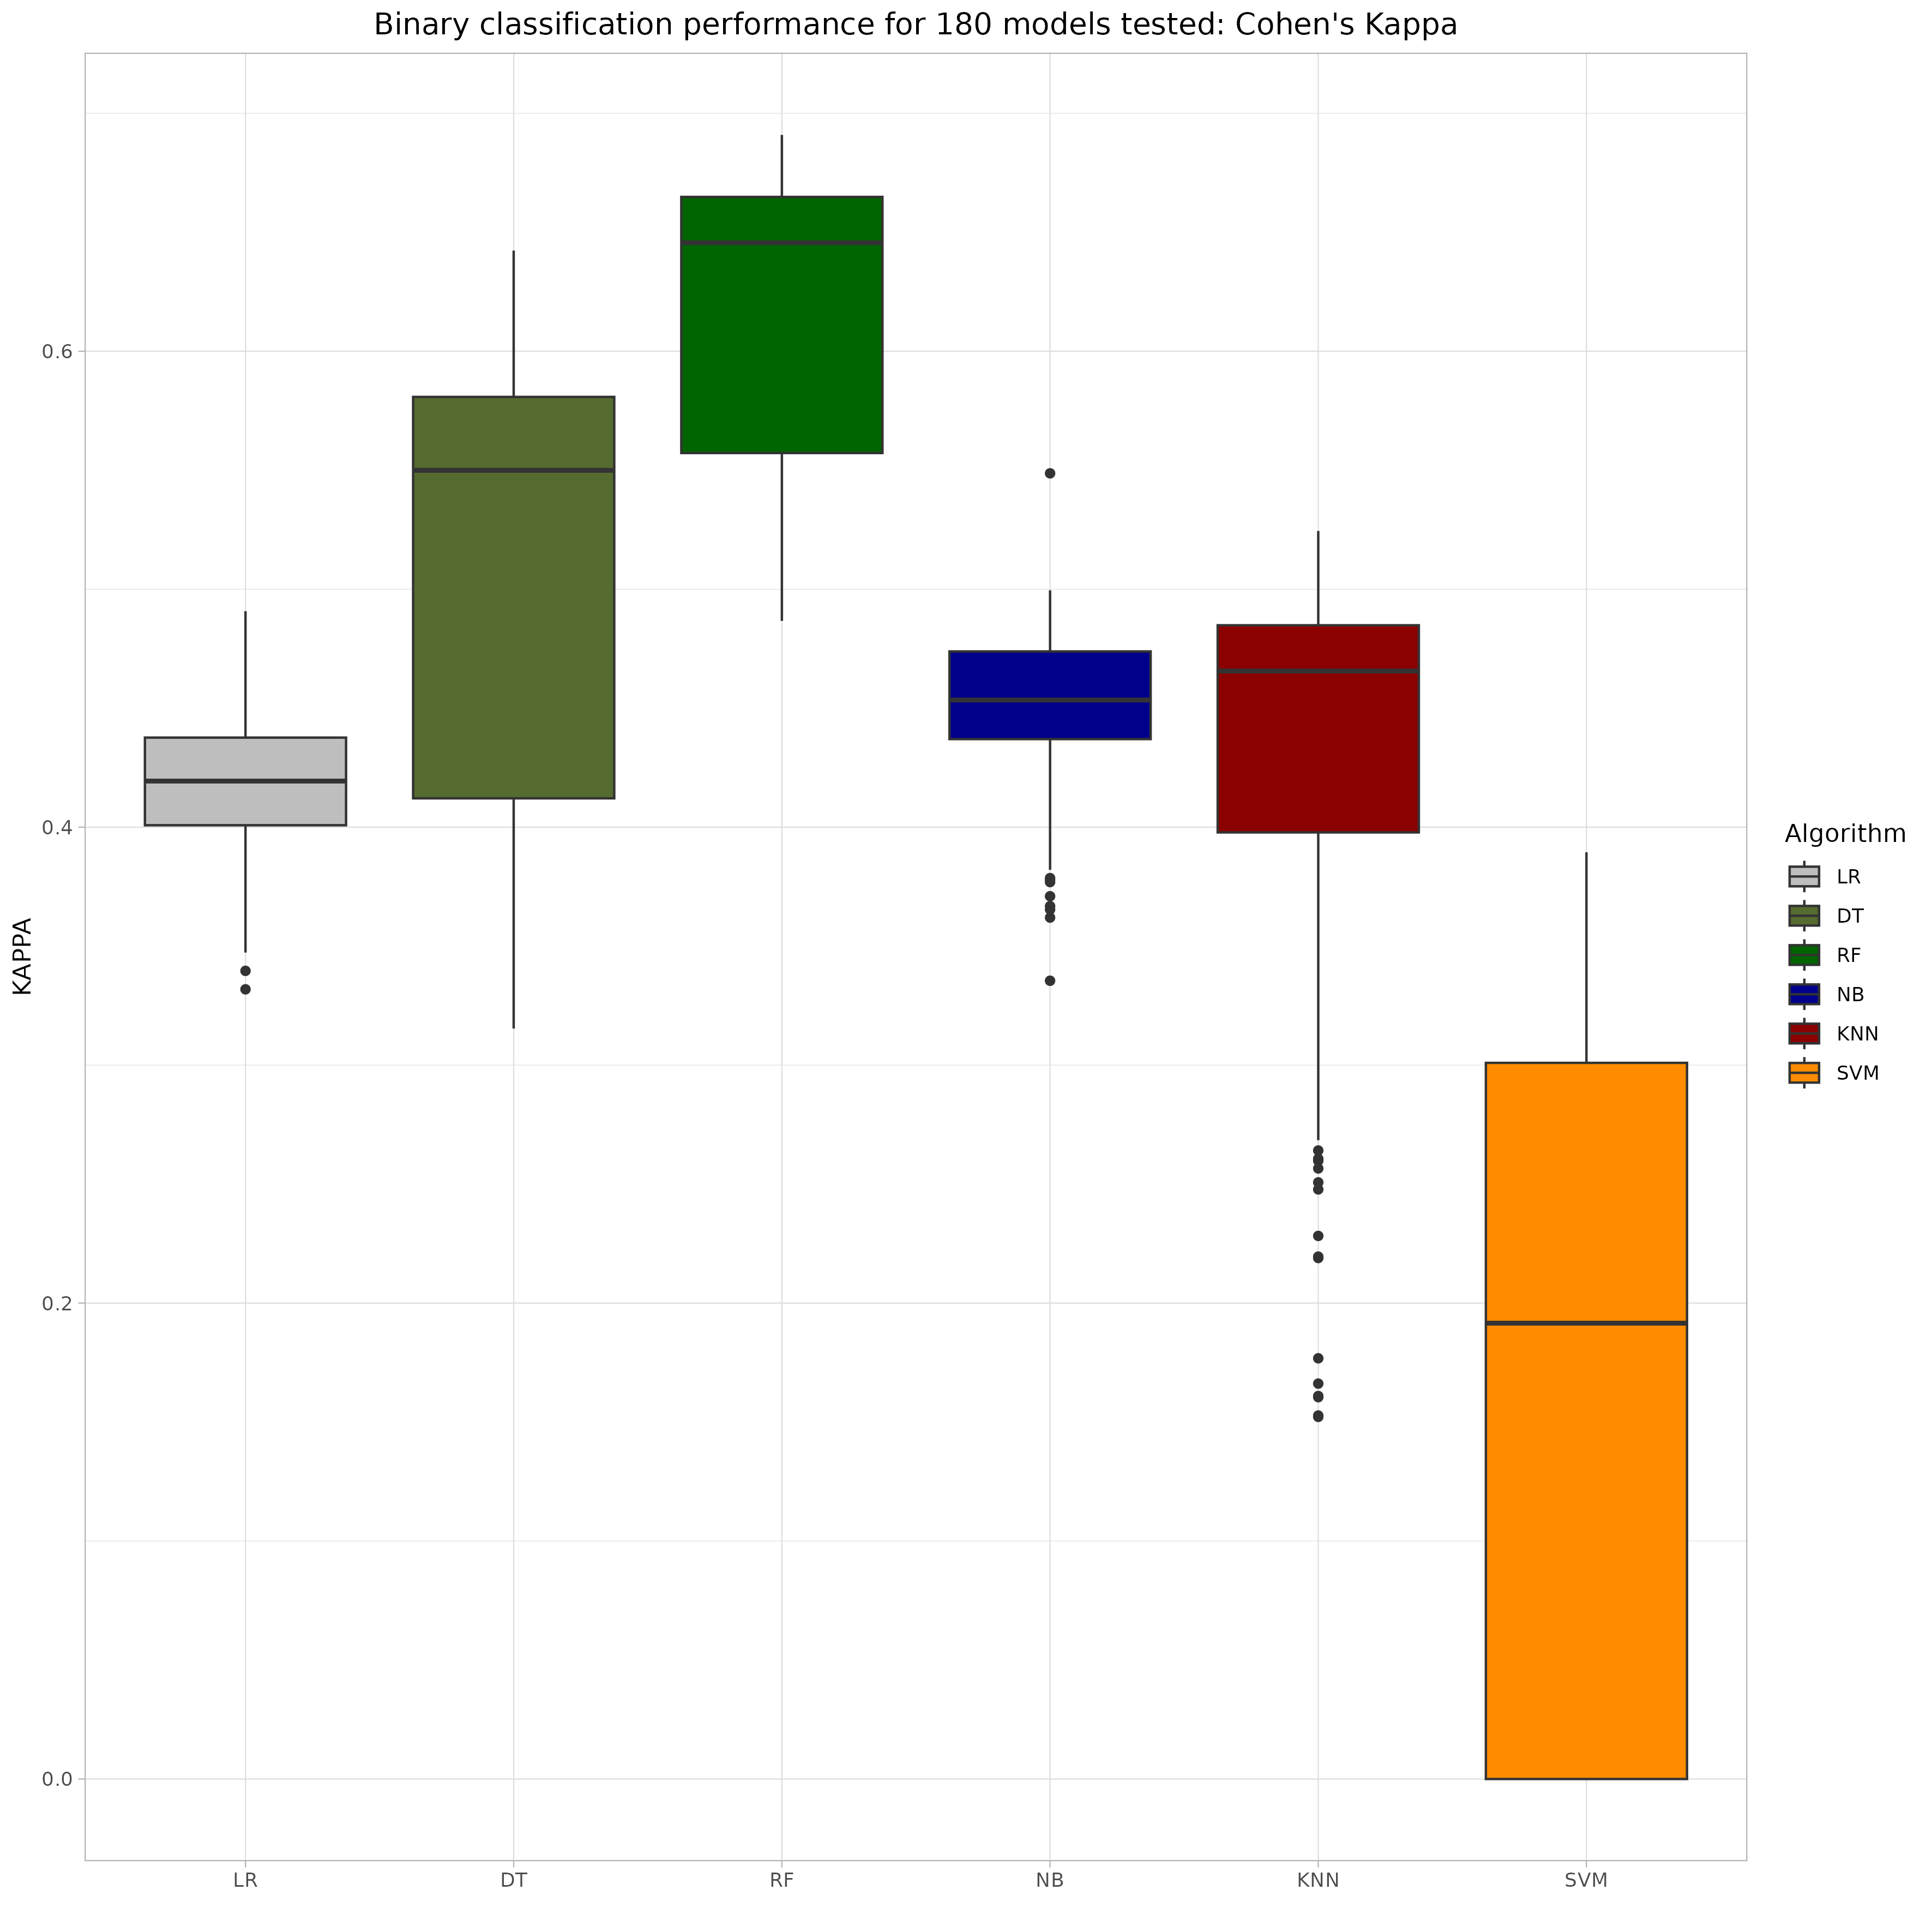 Binary classification performance for 180 models tested: Cohen's Kappa
KAPPA
0.6
0.4
0.2
0.0
LR
DT
RF
NB
KNN
SVM
Algorithm
LR
DT
RF
NB
KNN
SVM